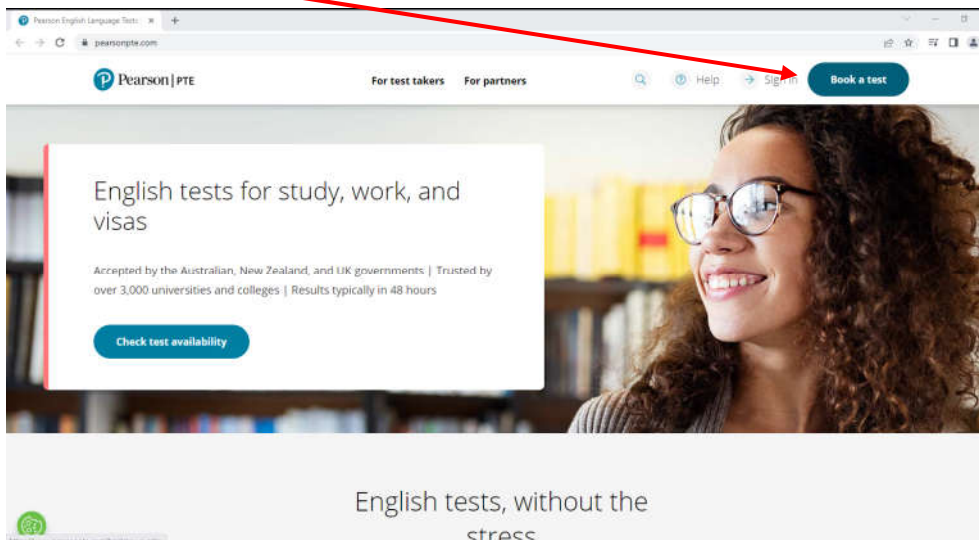 Pearson English Language Tests
pearsonpte.com
Pearson | PTE For test takers For partners Help Sign in Book a test
English tests for study, work, and
visas
Accepted by the Australian, New Zealand, and UK governments | Trusted by
over 3,000 universities and colleges | Results typically in 48 hours
Check test availability
English tests, without the
stress